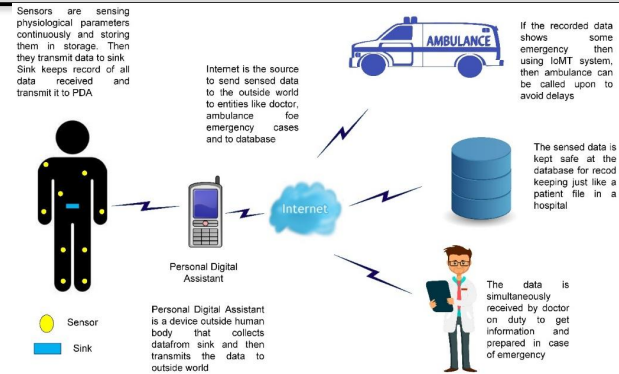 Sensors are sensing
physiological parameters
continuously and storing
them in storage. Then
they transmit data to sink
Sink keeps record of all
data received and
transmit it to PDA
Internet is the source
to send sensed data
to the outside world
to entities like doctor,
ambulance foe
emergency cases
and to database
AMBULANCE
If the recorded data
shows some
emergency then
using IoMT system,
then ambulance can
be called upon to
avoid delays
The sensed data is
kept safe at the
database for recod
keeping just like a
patient file in a
hospital
Internet
Personal Digital
Assistant
Personal Digital Assistant
is a device outside human
body that collects
datafrom sink and then
transmits the data to
outside world
The data is
simultaneously
received by doctor
on duty to get
information and
prepared in case
of emergency
Sensor
Sink